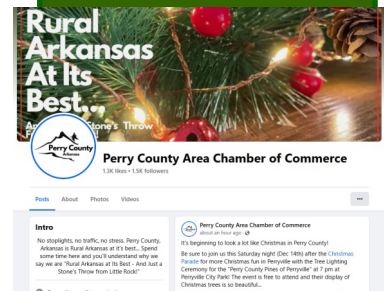 Rural
Arkansas
At Its
Best...
Stone's Throw
Perry County
Arkansas
Perry County Area Chamber of Commerce
1.3K likes • 1.5K followers
Posts About Photos Videos
Intro
No stoplights, no traffic, no stress. Perry County,
Arkansas is Rural Arkansas at it's best... Spend
some time here and you'll understand why we
say we are "Rural Arkansas at Its Best - And Just a
Stone's Throw from Little Rock!"
Perry County Area Chamber of Commerce
about an hour ago
It's beginning to look a lot like Christmas in Perry County!
Be sure to join us this Saturday night (Dec 14th) after the Christmas
Parade for more Christmas fun in Perryville with the Tree Lighting
Ceremony for the "Perry County Pines of Perryville" at 7 pm at
Perryville City Park! The event is free to attend and their display of
Christmas trees is so beautiful...